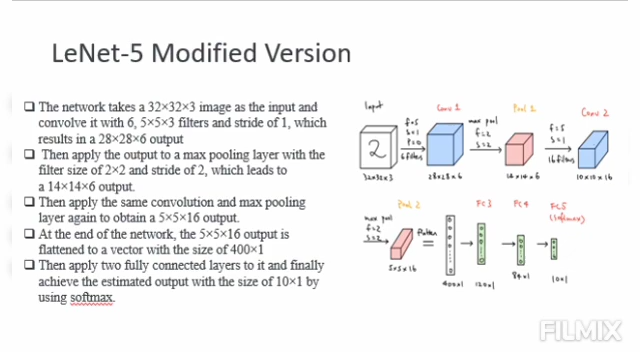 LeNet-5 Modified Version
❑ The network takes a 32×32×3 image as the input and
convolve it with 6, 5×5×3 filters and stride of 1, which
results in a 28×28×6 output
❑ Then apply the output to a max pooling layer with the
filter size of 2×2 and stride of 2, which leads to
a 14×14×6 output.
❑ Then apply the same convolution and max pooling
layer again to obtain a 5×5×16 output.
❑ At the end of the network, the 5×5×16 output is
flattened to a vector with the size of 400×1
❑ Then apply two fully connected layers to it and finally
achieve the estimated output with the size of 10×1 by
using softmax.
Input
2
32×32×3
f=5
s=1
p=0
6 filters
Conv 1
28×28×6
max pool
f=2
s=2
Pool 1
14×14×6
f=5
s=1
16 filters
Conv 2
10×10×16
max pool
f=2
s=2
Pool 2
5×5×16
Flatten
=
400×1
FC3
120×1
FC4
84×1
FC5
(Softmax)
10×1
FILMIX